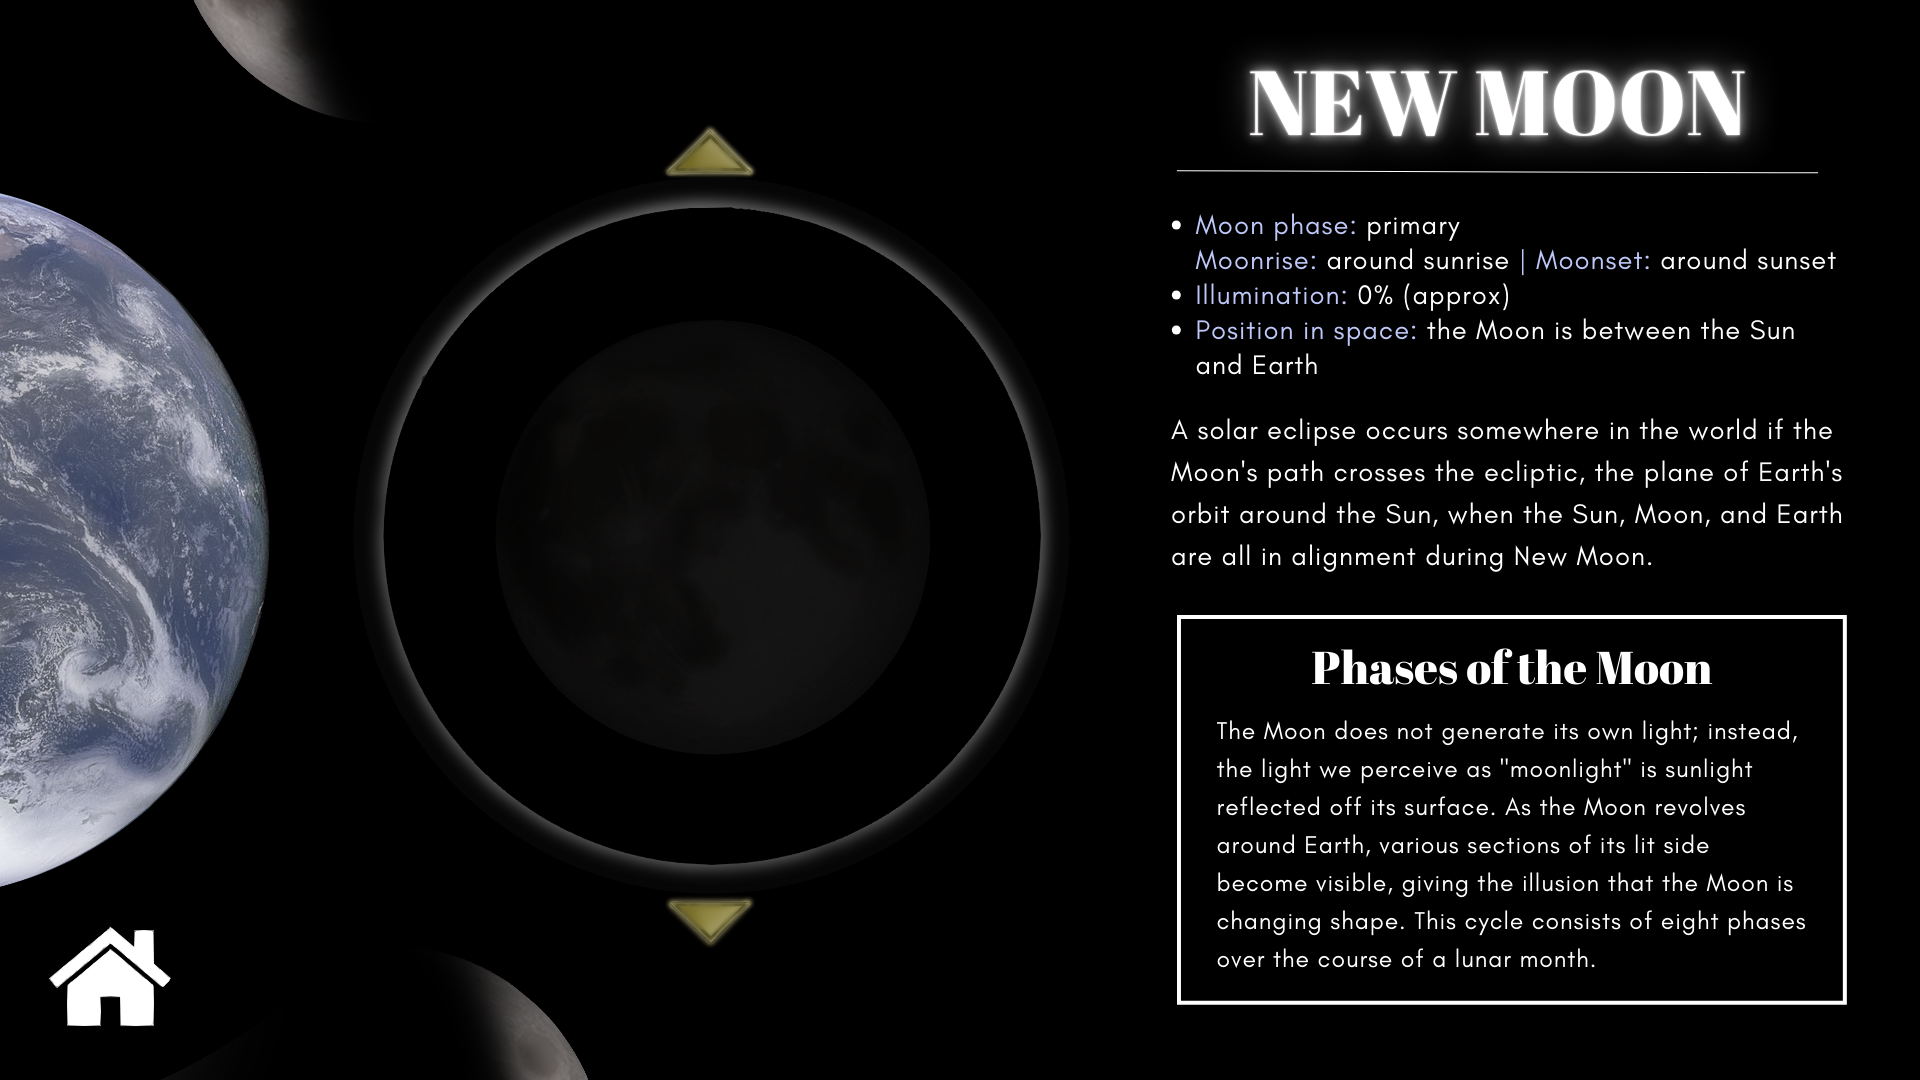 NEW MOON
• Moon phase: primary
Moonrise: around sunrise | Moonset: around sunset
• Illumination: 0% (approx)
• Position in space: the Moon is between the Sun
and Earth
A solar eclipse occurs somewhere in the world if the
Moon's path crosses the ecliptic, the plane of Earth's
orbit around the Sun, when the Sun, Moon, and Earth
are all in alignment during New Moon.
Phases of the Moon
The Moon does not generate its own light; instead,
the light we perceive as "moonlight" is sunlight
reflected off its surface. As the Moon revolves
around Earth, various sections of its lit side
become visible, giving the illusion that the Moon is
changing shape. This cycle consists of eight phases
over the course of a lunar month.